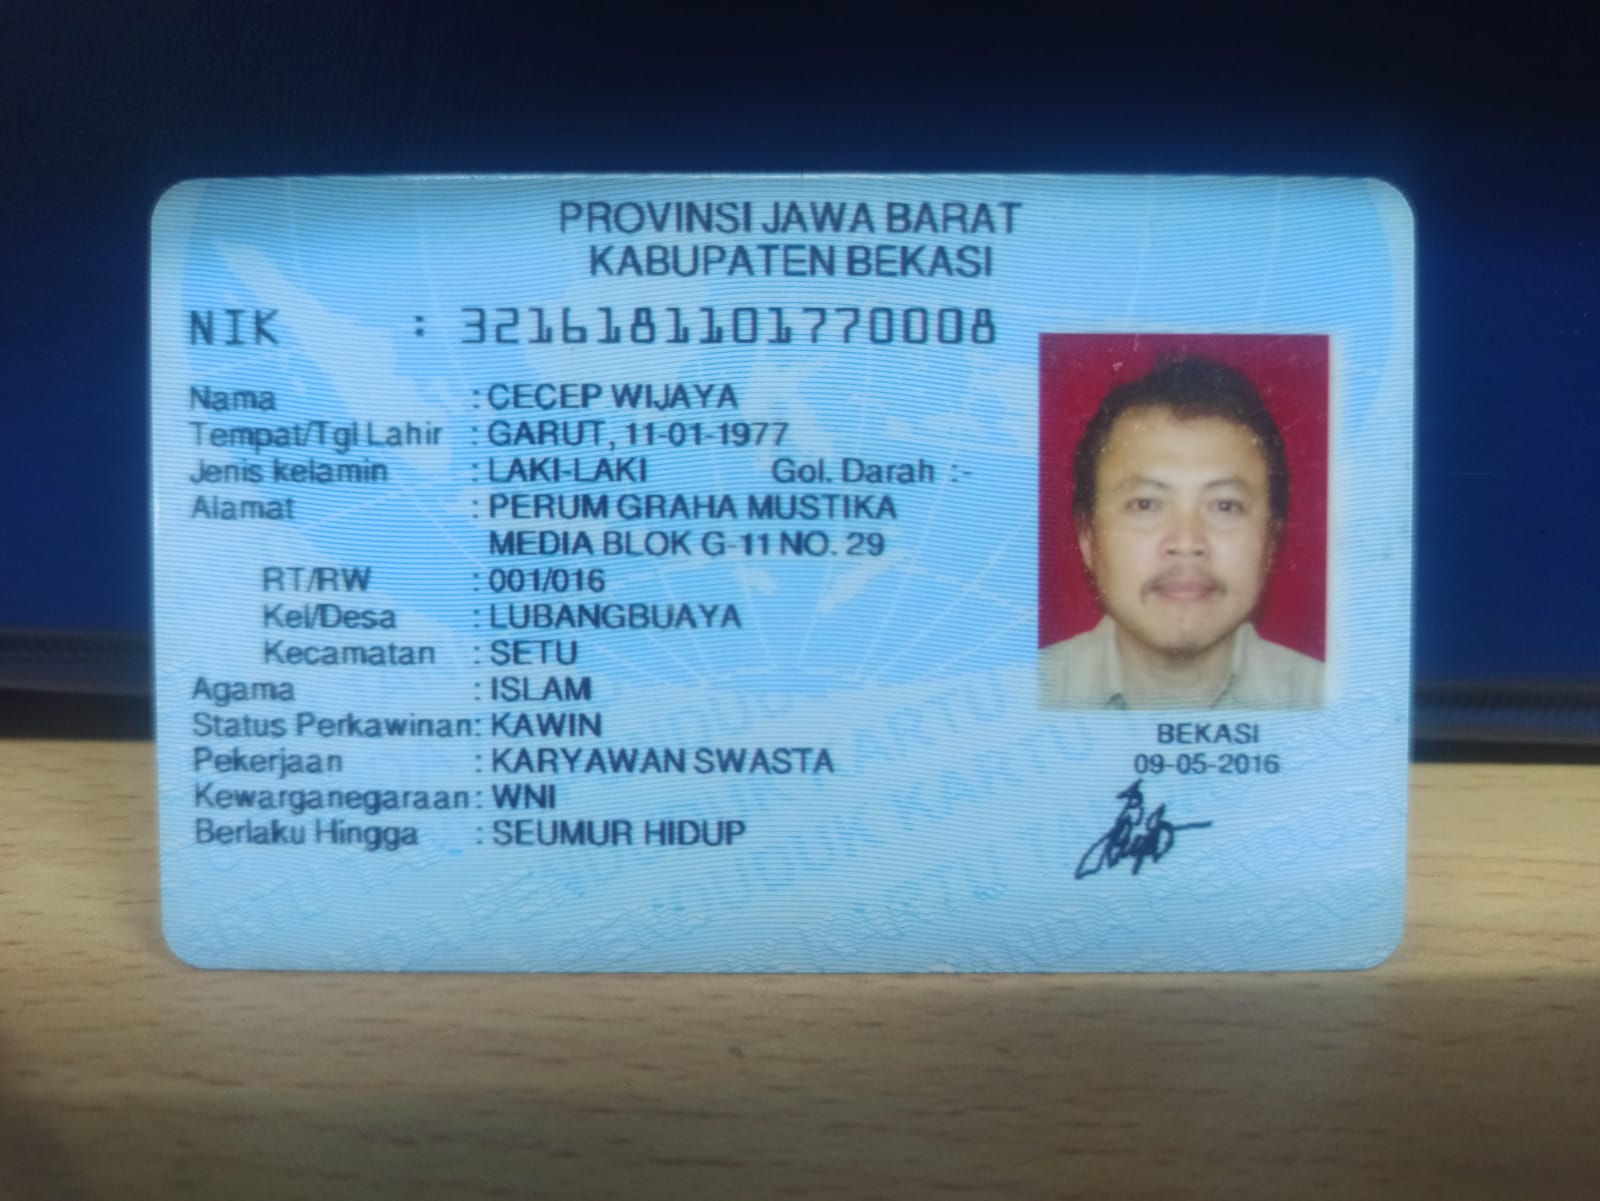 PROVINSI JAWA BARAT
KABUPATEN BEKASI
NIK : 3216181101770008
Nama : CECEP WIJAYA
Tempat/Tgl Lahir : GARUT, 11-01-1977
Jenis kelamin : LAKI-LAKI Gol. Darah :-
Alamat : PERUM GRAHA MUSTIKA
MEDIA BLOK G-11 NO. 29
RT/RW : 001/016
Kel/Desa : LUBANGBUAYA
Kecamatan : SETU
Agama : ISLAM
Status Perkawinan: KAWIN
Pekerjaan : KARYAWAN SWASTA
Kewarganegaraan: WNI
Berlaku Hingga : SEUMUR HIDUP
BEKASI
09-05-2016